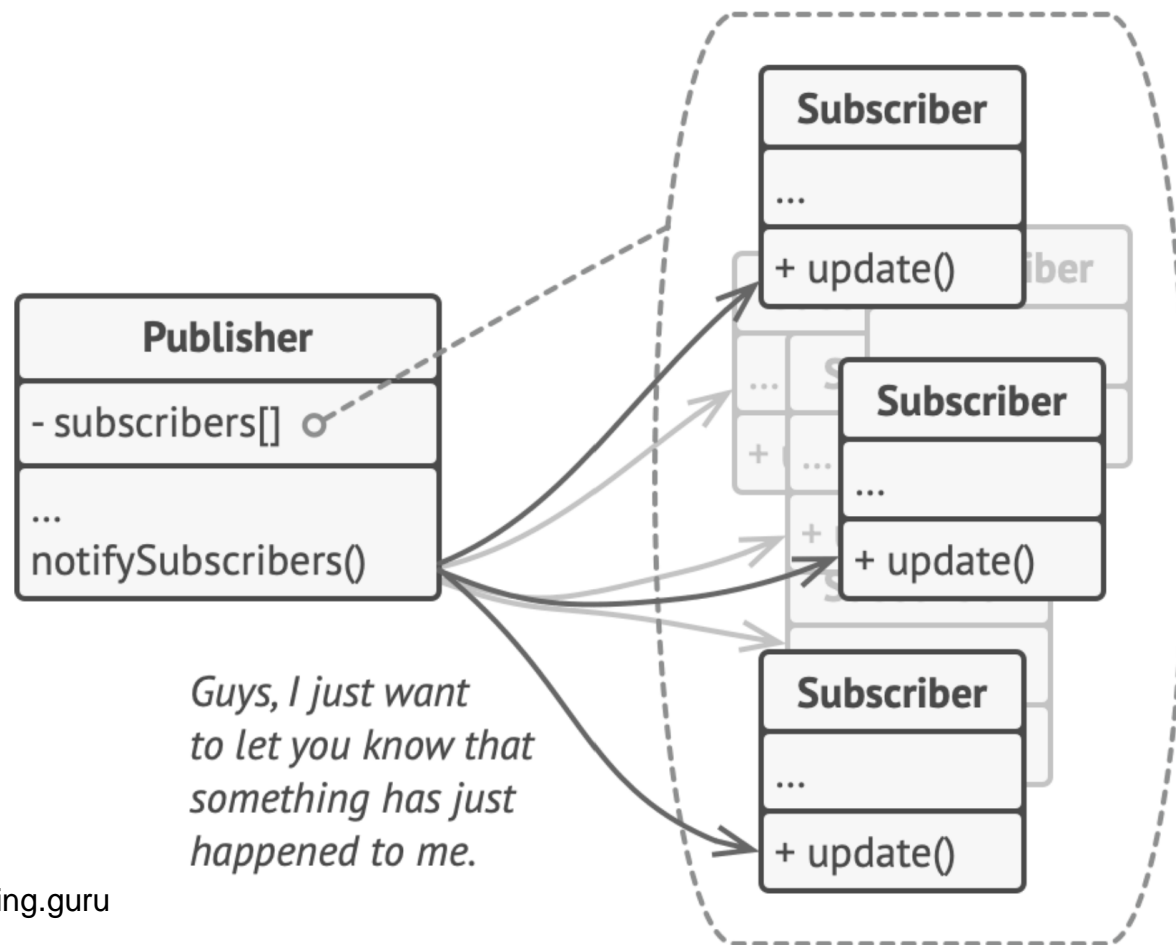 Publisher
- subscribers[]
...
notifySubscribers()
Guys, I just want
to let you know that
something has just
happened to me.
Subscriber
...
+ update()
iber
...
+
S
...
+
Subscriber
...
+ update()
S
Subscriber
...
+ update()
ing.guru